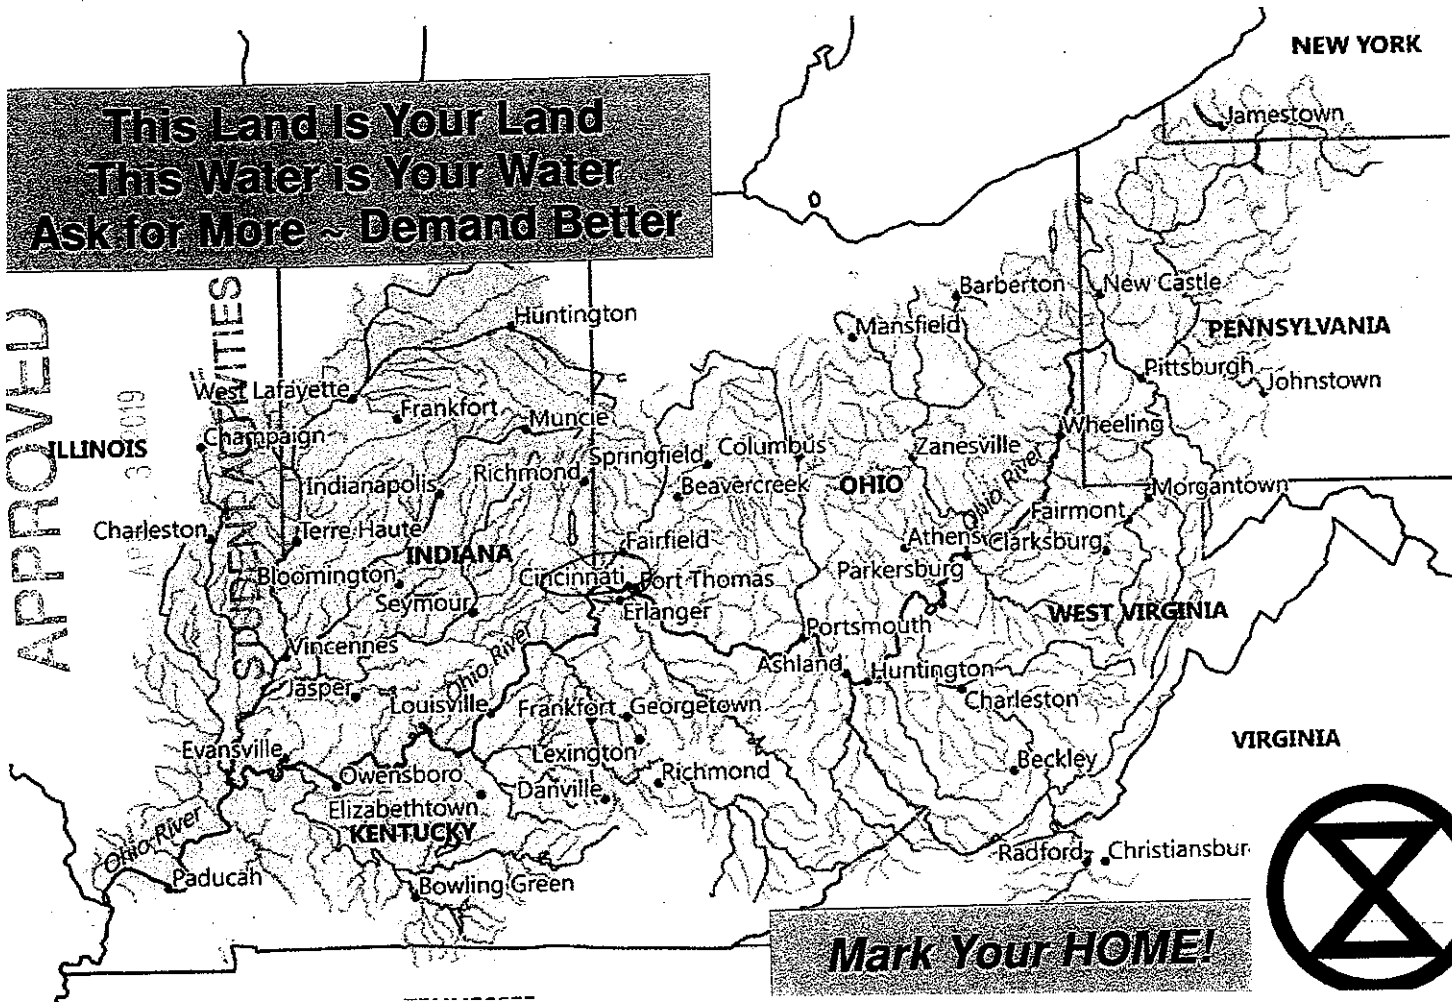 NEW YORK
This Land Is Your Land
This Water is Your Water
Ask for More ~ Demand Better
Jamestown
Barberton
New Castle
Huntington
Mansfield
PENNSYLVANIA
Pittsburgh
Johnstown
West Lafayette
Frankfort
Muncie
Wheeling
ILLINOIS
Champaign
Springfield
Columbus
Zanesville
Richmond
Indianapolis
Beavercreek
OHIO
Ohio River
Morgantown
Fairmont
Charleston
Terre Haute
INDIANA
Fairfield
Athens
Clarksburg
Bloomington
Cincinnati
Fort Thomas
Parkersburg
Seymour
Erlanger
WEST VIRGINIA
Vincennes
Ohio River
Portsmouth
Ashland
Huntington
Jasper
Louisville
Frankfort
Georgetown
Charleston
Evansville
Lexington
VIRGINIA
Owensboro
Richmond
Beckley
Elizabethtown
Danville
KENTUCKY
Ohio River
Radford
Christiansbur
Paducah
Bowling Green
Mark Your HOME!
APPROVED
3 2019
STUDENT ACTIVITIES